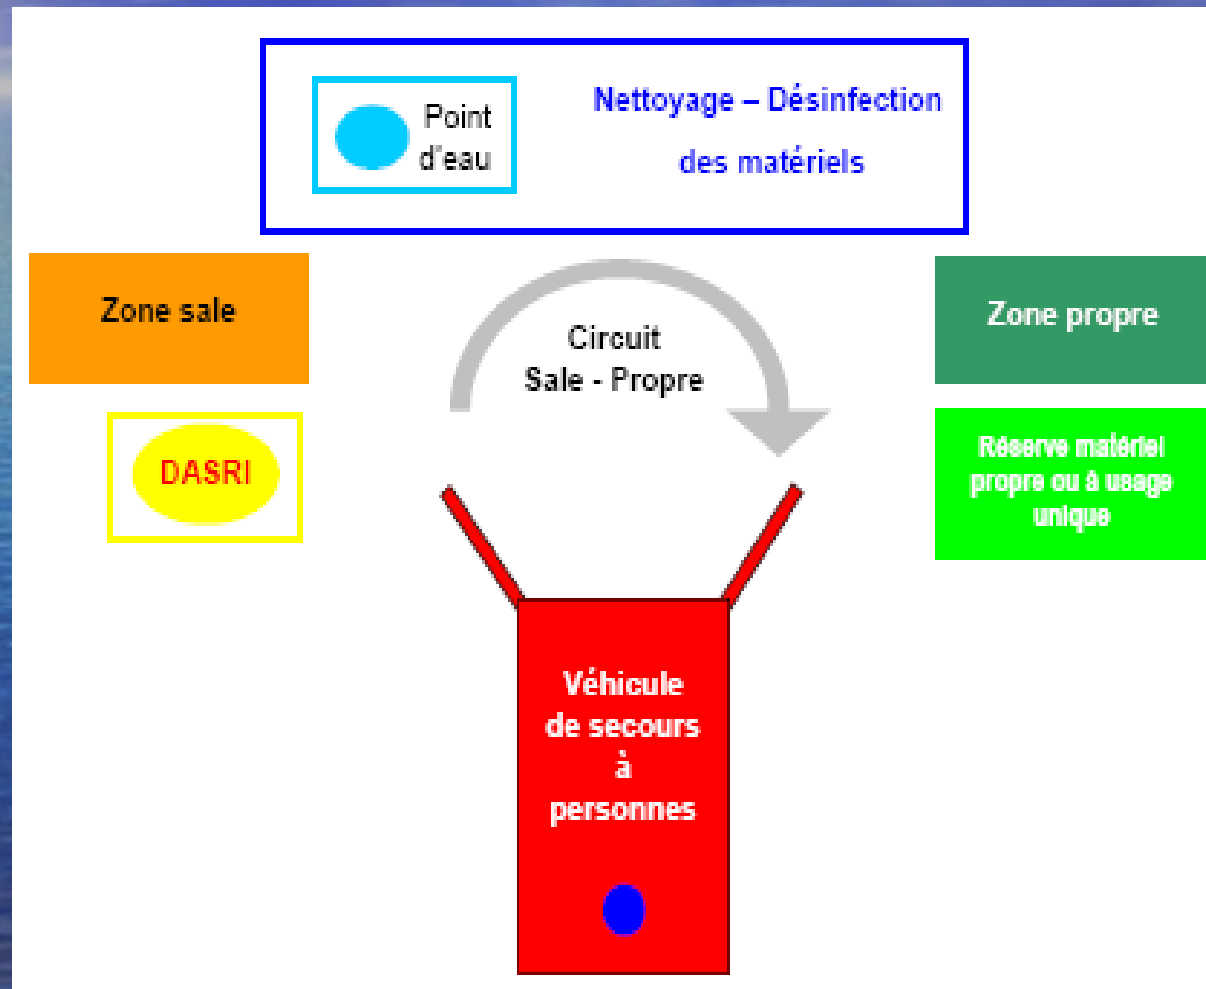 Point
d'eau
Nettoyage – Désinfection
des matériels
Zone sale
Circuit
Sale - Propre
Zone propre
DASRI
Réserve matériel
propre ou à usage
unique
Véhicule
de secours
à
personnes